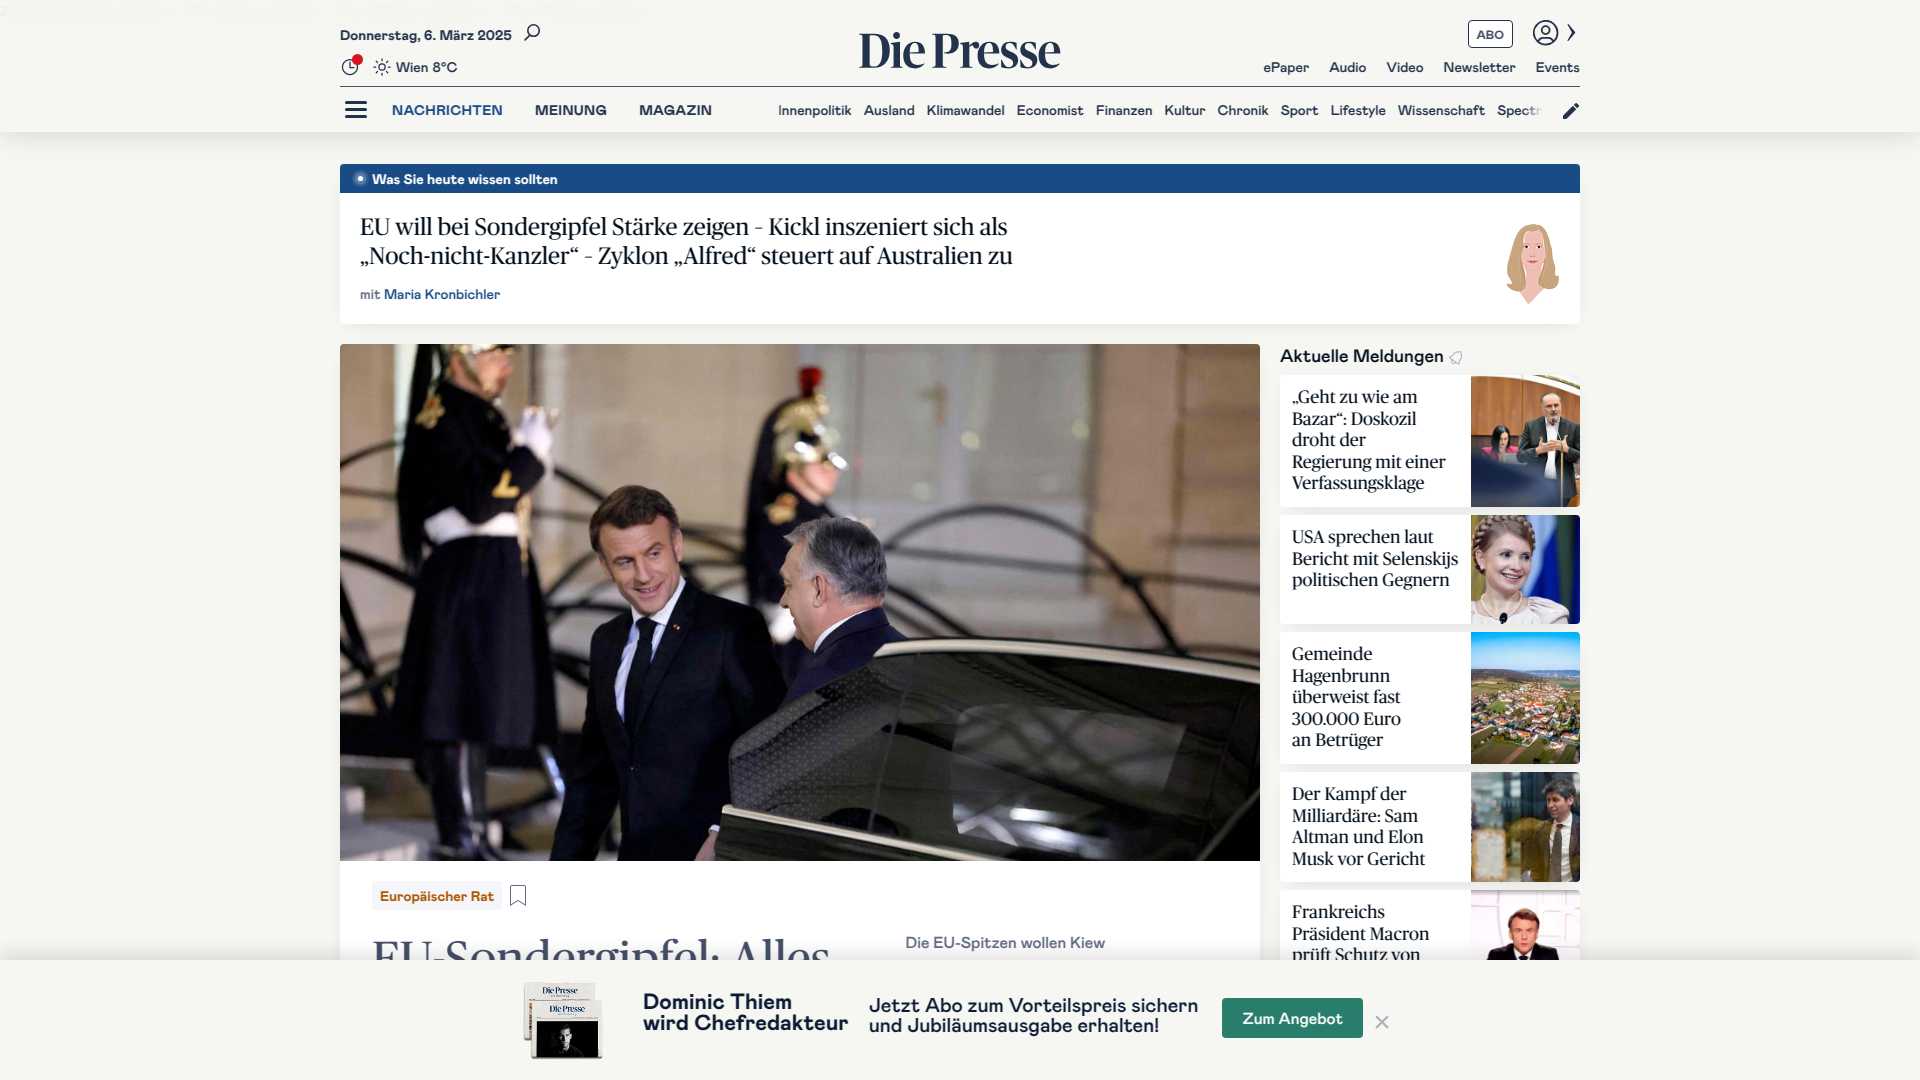 Donnerstag, 6. März 2025
Die Presse
ABO
Wien 8°C
ePaper Audio Video Newsletter Events
NACHRICHTEN MEINUNG MAGAZIN
Innenpolitik Ausland Klimawandel Economist Finanzen Kultur Chronik Sport Lifestyle Wissenschaft Spectr
Was Sie heute wissen sollten
EU will bei Sondergipfel Stärke zeigen – Kickl inszeniert sich als
„Noch-nicht-Kanzler“ – Zyklon „Alfred“ steuert auf Australien zu
mit Maria Kronbichler
Europäischer Rat
EU-Sondergipfel: Alles
Die EU-Spitzen wollen Kiew
Aktuelle Meldungen
„Geht zu wie am
Bazar“: Doskozil
droht der
Regierung mit einer
Verfassungsklage
USA sprechen laut
Bericht mit Selenskijs
politischen Gegnern
Gemeinde
Hagenbrunn
überweist fast
300.000 Euro
an Betrüger
Der Kampf der
Milliardäre: Sam
Altman und Elon
Musk vor Gericht
Frankreichs
Präsident Macron
prüft Schutz von
Die Presse
Die Presse
Dominic Thiem
wird Chefredakteur
Jetzt Abo zum Vorteilspreis sichern
und Jubiläumsausgabe erhalten!
Zum Angebot